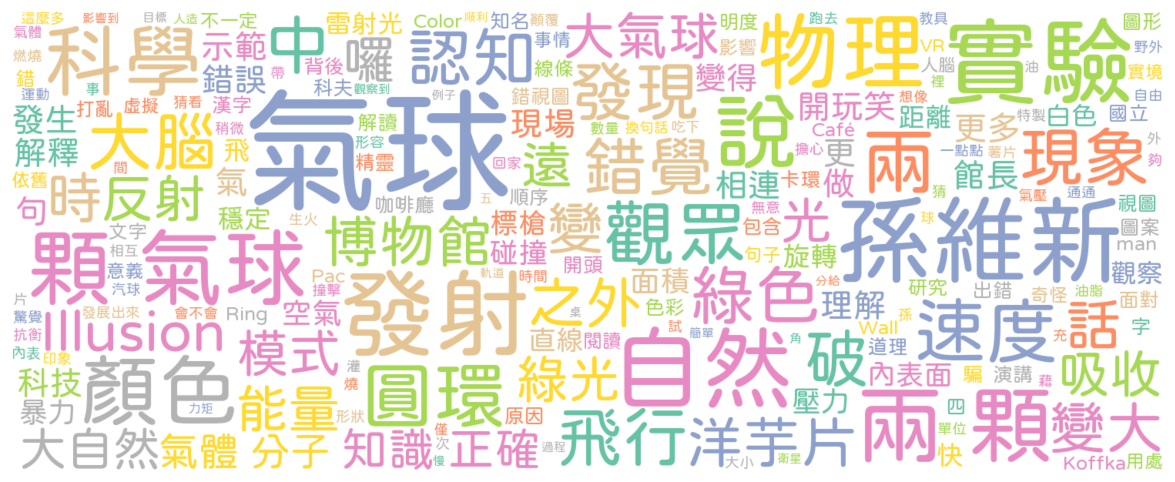 這麼多 影響到 目標 人造 順利 顛覆 跑去 教具
氣體 科學 示範 不一定 中 雷射光 Color 知名 大氣球 明度 物理 VR 實驗 圖形
燃燒 錯誤 囉 認知 事情 影響 人腦 野外
錯 背後 線條 發現 變得 裡 油 實境
運動 事 帶 科夫 觀察到 例子 錯視圖 開玩笑 想像 自由
打亂 虛擬 猜看 漢字 氣球 解讀 現場 數量 換句話 吃下 說 距離 更多 特製 白色 國立
發生 大腦 稍微 飛 形容 錯覺 Café 兩 一點點 薯片 現象 外
解釋 間 精靈 回家 遠 擔心 更 館長 夠
依舊 時 反射 氣 相連 卡環 做 猜 氣壓 通通 視圖
句 穩定 生火 咖啡廳 順序 五 標槍 變 觀眾 無意 包含 光 孫維新 球 圖案
文字 博物館 碰撞 句子 旋轉 man
顆氣球 相互 意義 開頭 面積 綠色 研究 出錯 奇怪 面對 觀察
片 汽球 Pac 撞擊 發射 軌道 時間 之外 色彩 理解 分給 油脂
驚覺 發展出來 會不會 Ring 空氣 試 Wall 孫 速度 話 字
抗衡 Illusion 模式 直線 閱讀 自然 簡單 角 道理 充
內表 印象 灌 圓環 桌 破 內表面 騙 演講 藉 吸收
科技 顏色 能量 燒 綠光 壓力
暴力 力矩 形狀 僅 原因 飛行 兩顆 四 單位 變大
大自然 氣體 分子 知識 次 正確 過程 洋芋片 大小 衛星 快
慢 Koffka 用處